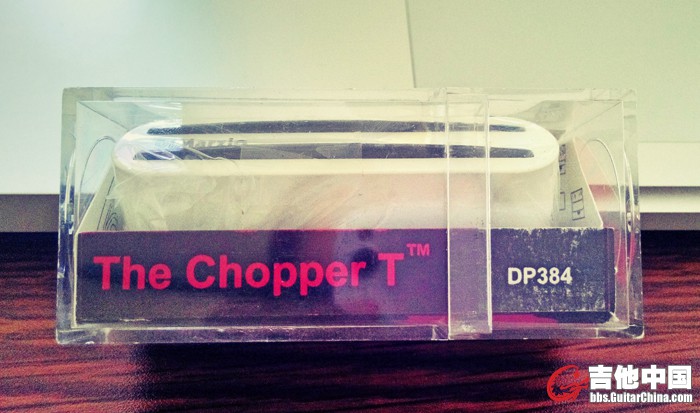 The Chopper T™
DP384
吉他中国
bbs.GuitarChina.com